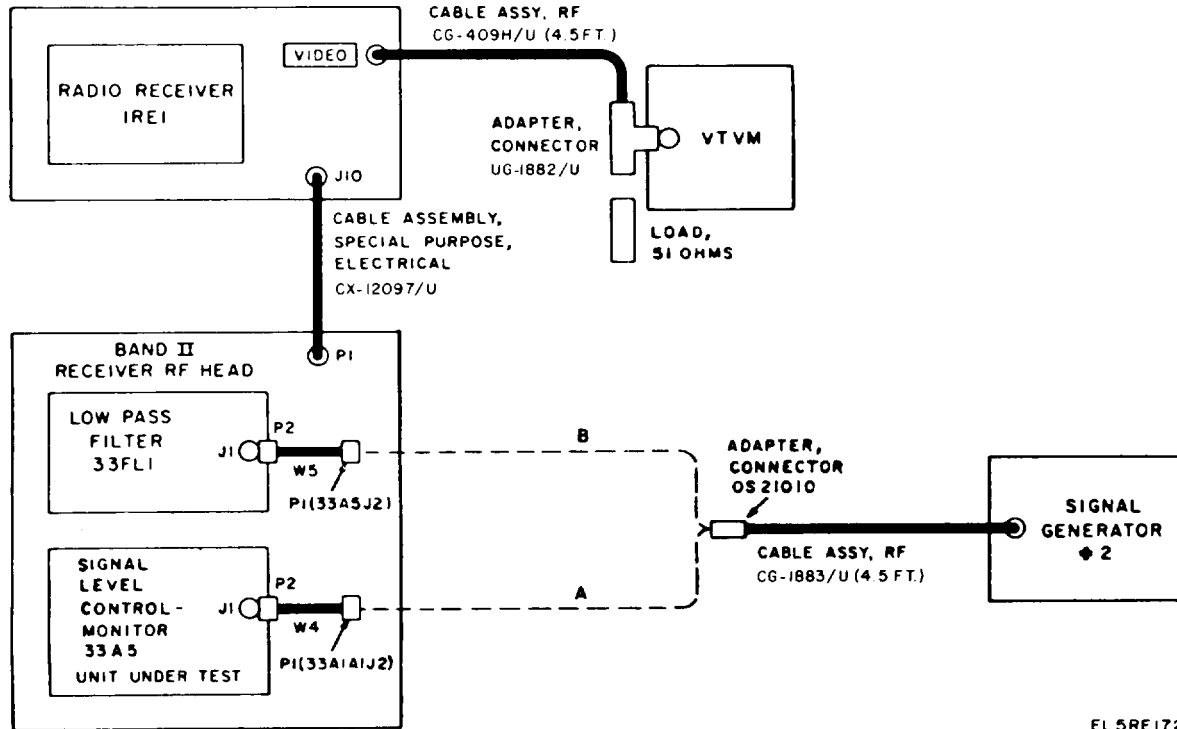 CABLE ASSY, RF
CG-409H/U (4.5FT.)
VIDEO
RADIO RECEIVER
IREI
ADAPTER,
CONNECTOR
UG-1882/U
VTVM
J10
CABLE ASSEMBLY,
SPECIAL PURPOSE,
ELECTRICAL
CX-12097/U
LOAD,
51 OHMS
BAND II
RECEIVER RF HEAD
P1
LOW PASS
FILTER
33FL1
J1
P2
W5
P1(33A5J2)
B
ADAPTER,
CONNECTOR
OS21010
SIGNAL
GENERATOR
#2
CABLE ASSY, RF
CG-1883/U (4.5 FT.)
SIGNAL
LEVEL
CONTROL-
MONITOR
33A5
UNIT UNDER TEST
J1
P2
W4
P1(33A1A1J2)
A
EL5RE172